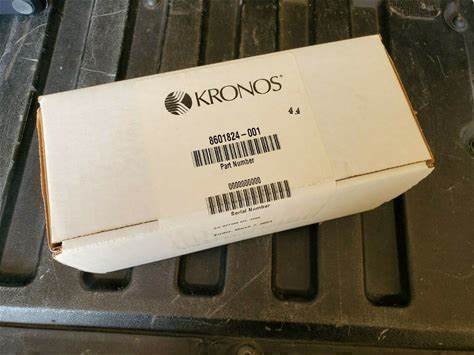 KRONOS®
8601824-001
Part Number
0000000000
Serial Number